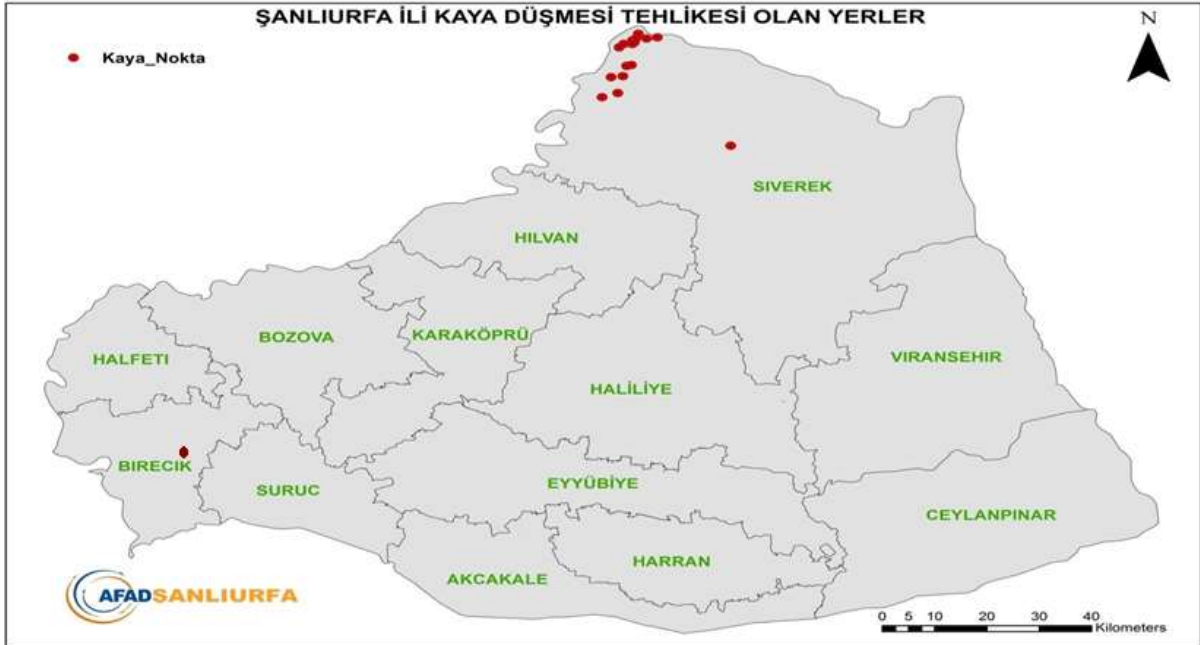 ŞANLIURFA İLİ KAYA DÜŞMESİ TEHLİKESİ OLAN YERLER
N
Kaya_Nokta
SIVEREK
HILVAN
BOZOVA
KARAKÖPRÜ
HALFETI
VIRANSEHIR
HALİLİYE
BIRECIK
SURUC
EYYÜBİYE
CEYLANPINAR
HARRAN
AKCAKALE
AFADSANLIURFA
0 5 10 20 30 40
Kilometers